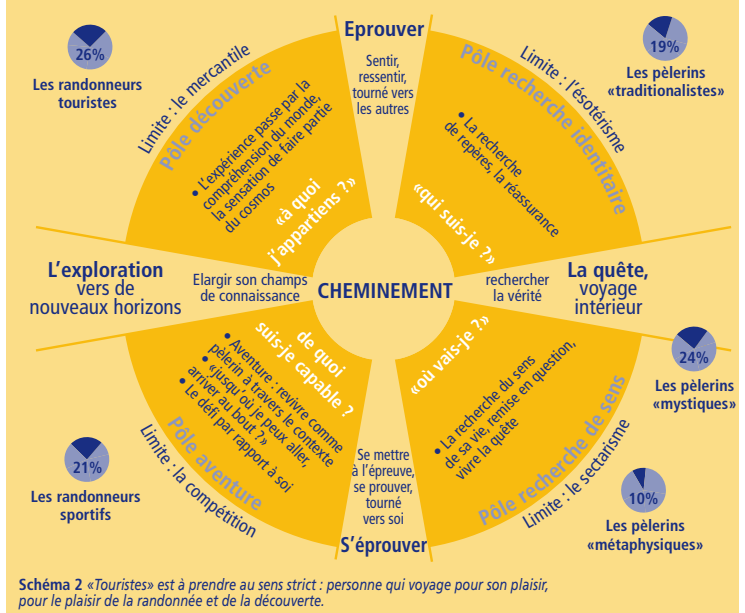 Eprouver
Sentir,
ressentir,
tourné vers
les autres
26%
Les randonneurs
touristes
Limite : le mercantile
Pôle découverte
• L'expérience passe par la
compréhension du monde,
la sensation de faire partie
du cosmos
«à quoi
j'appartiens ?»
19%
Les pèlerins
«traditionalistes»
Limite : l'ésotérisme
Pôle recherche identitaire
• La recherche
de repères, la réassurance
«qui suis-je ?»
L'exploration
vers de
nouveaux horizons
Elargir son champs
de connaissance
CHEMINEMENT
rechercher
la vérité
La quête,
voyage
intérieur
de quoi
suis-je capable ?
• Aventure : revivre comme
pèlerin à travers le contexte
• «jusqu'où je peux aller,
arriver au bout ?»
• Le défi par rapport à soi
Pôle aventure
Limite : la compétition
21%
Les randonneurs
sportifs
«où vais-je ?»
• La recherche du sens
de sa vie, remise en question,
vivre la quête
Pôle recherche de sens
Limite : le sectarisme
24%
Les pèlerins
«mystiques»
10%
Les pèlerins
«métaphysiques»
Se mettre
à l'épreuve,
se prouver,
tourné
vers soi
S'éprouver
Schéma 2 «Touristes» est à prendre au sens strict : personne qui voyage pour son plaisir,
pour le plaisir de la randonnée et de la découverte.